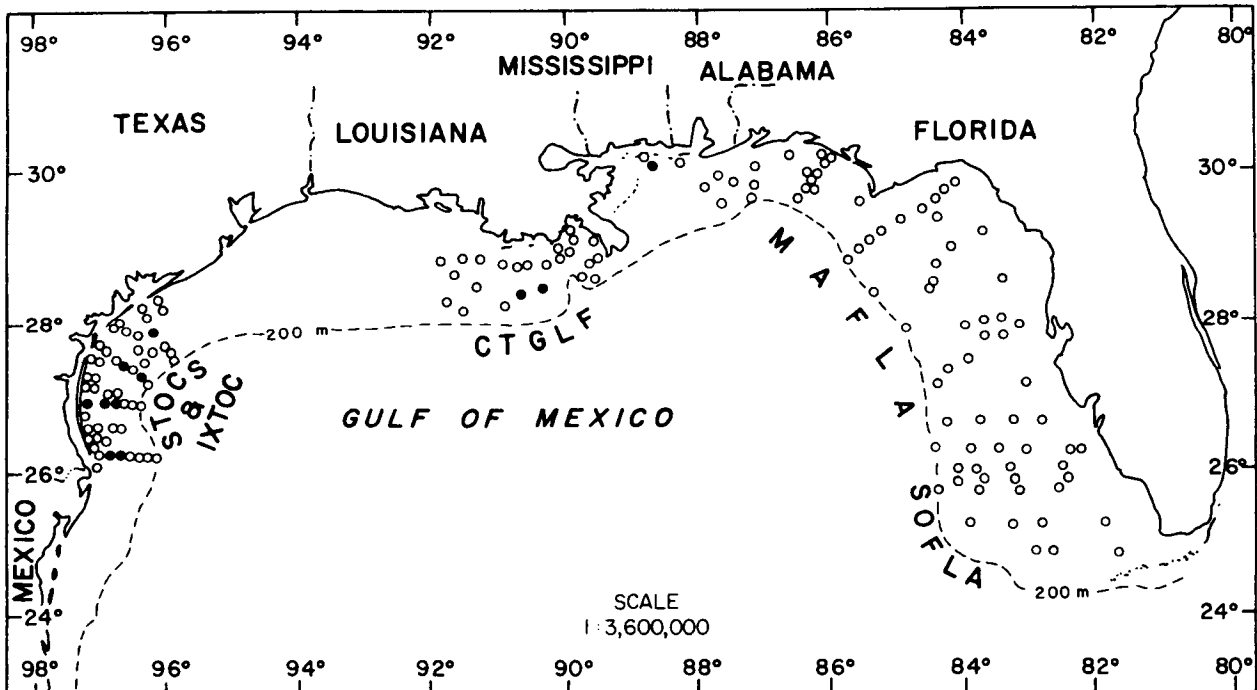 98° 96° 94° 92° 90° 88° 86° 84° 82° 80°
MISSISSIPPI ALABAMA
TEXAS LOUISIANA FLORIDA
30° 30°
MAFLA
28° 200 m 28°
CTGLF
STOCS
&
IXTOC
GULF OF MEXICO
26° 26°
SOFLA
MEXICO
200 m
24° 24°
SCALE
1:3,600,000
98° 96° 94° 92° 90° 88° 86° 84° 82° 80°